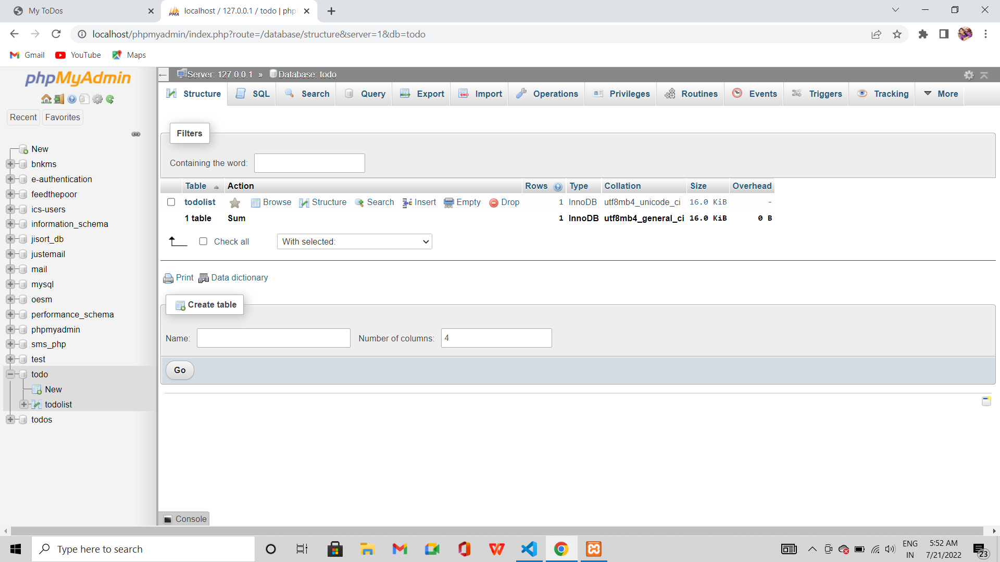 My ToDos
localhost / 127.0.0.1 / todo | php
localhost/phpmyadmin/index.php?route=/database/structure&server=1&db=todo
Gmail YouTube Maps
phpMyAdmin
Recent Favorites
New
bnkms
e-authentication
feedthepoor
ics-users
information_schema
jisort_db
justemail
mail
mysql
oesm
performance_schema
phpmyadmin
sms_php
test
todo
New
todolist
todos
Server: 127.0.0.1 » Database: todo
Structure SQL Search Query Export Import Operations Privileges Routines Events Triggers Tracking More
Filters
Containing the word:
Table Action Rows Type Collation Size Overhead
todolist Browse Structure Search Insert Empty Drop 1 InnoDB utf8mb4_unicode_ci 16.0 KiB -
1 table Sum 1 InnoDB utf8mb4_general_ci 16.0 KiB 0 B
Check all With selected:
Print Data dictionary
Create table
Name: Number of columns: 4
Go
Console
Type here to search
ENG
IN
5:52 AM
7/21/2022
23